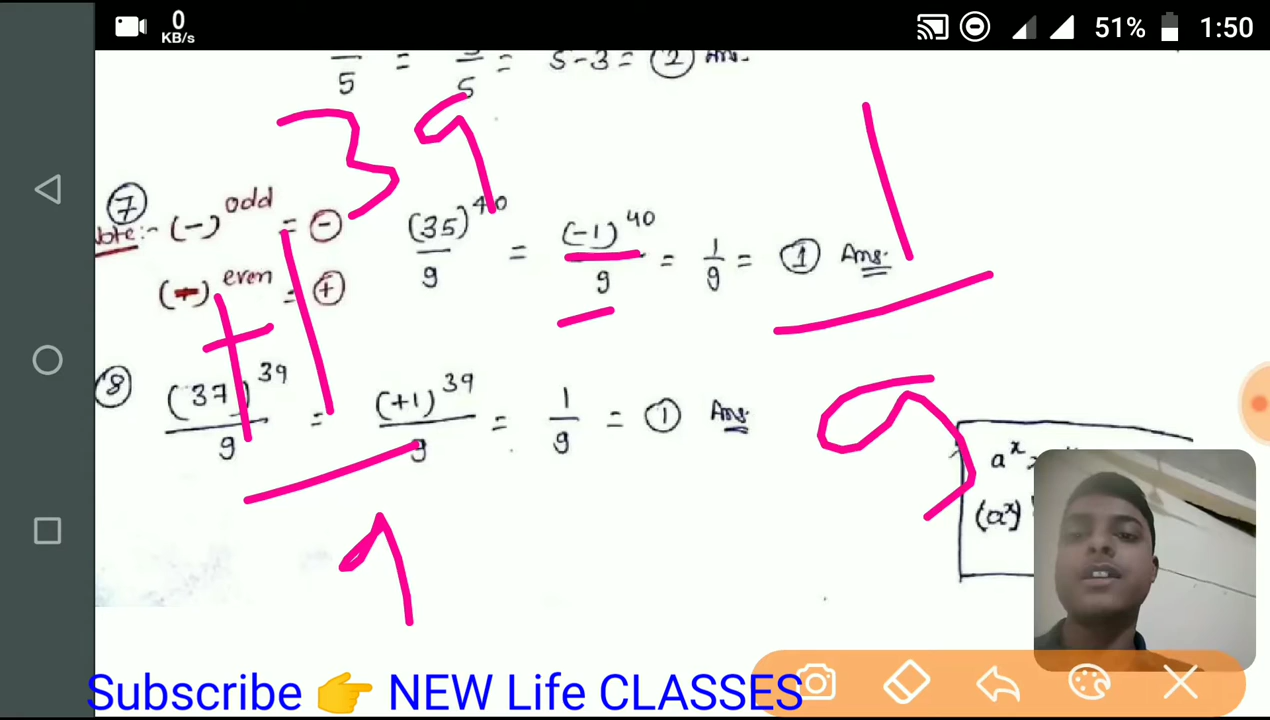 0
KB/s
51%
1:50
5 = 5 = 5-3 = ② Ans.
39
⑦
Note:- (-)^odd = ⊖
(-)^even = ⊕
(35)^40/9 = (-1)^40/9 = 1/9 = ① Ans.
1
9
⑧ (37)^39/9 = (+1)^39/9 = 1/9 = ① Ans
+1
9
a^x
(a^x)
Subscribe 👉 NEW Life CLASSES